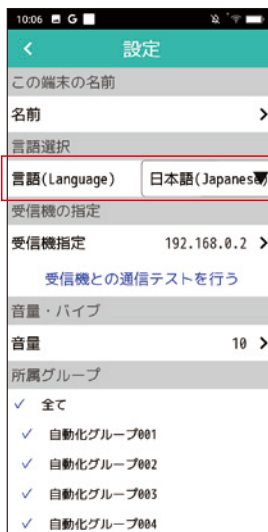 10:06 G
設定
この端末の名前
名前
言語選択
言語(Language) 日本語(Japanese)
受信機の指定
受信機指定 192.168.0.2
受信機との通信テストを行う
音量・バイブ
音量 10
所属グループ
全て
自動化グループ001
自動化グループ002
自動化グループ003
自動化グループ004